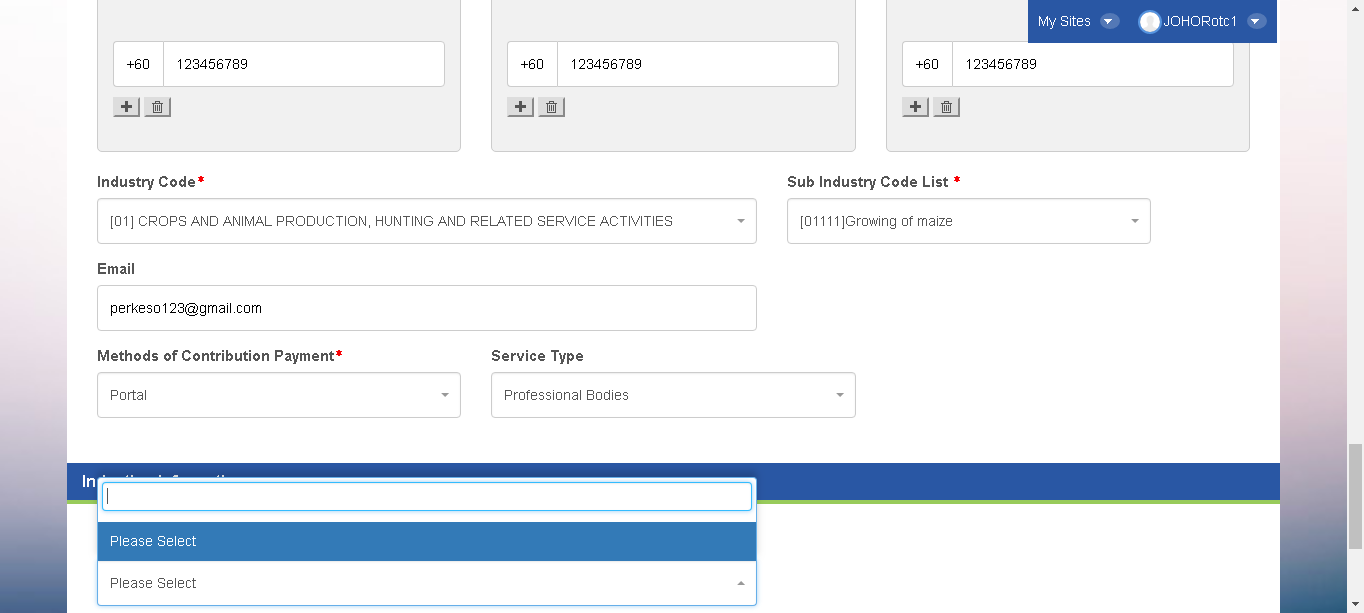 My Sites JOHORotc1
+60 123456789 +60 123456789 +60 123456789
Industry Code* Sub Industry Code List *
[01] CROPS AND ANIMAL PRODUCTION, HUNTING AND RELATED SERVICE ACTIVITIES [01111]Growing of maize
Email
perkeso123@gmail.com
Methods of Contribution Payment* Service Type
Portal Professional Bodies
Please Select
Please Select